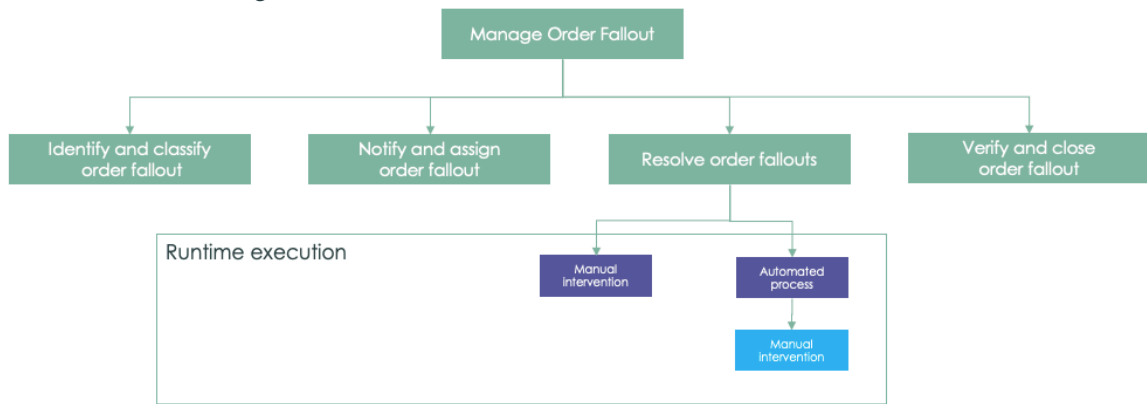 Manage Order Fallout
Identify and classify
order fallout
Notify and assign
order fallout
Resolve order fallouts
Verify and close
order fallout
Runtime execution
Manual
intervention
Automated
process
Manual
intervention